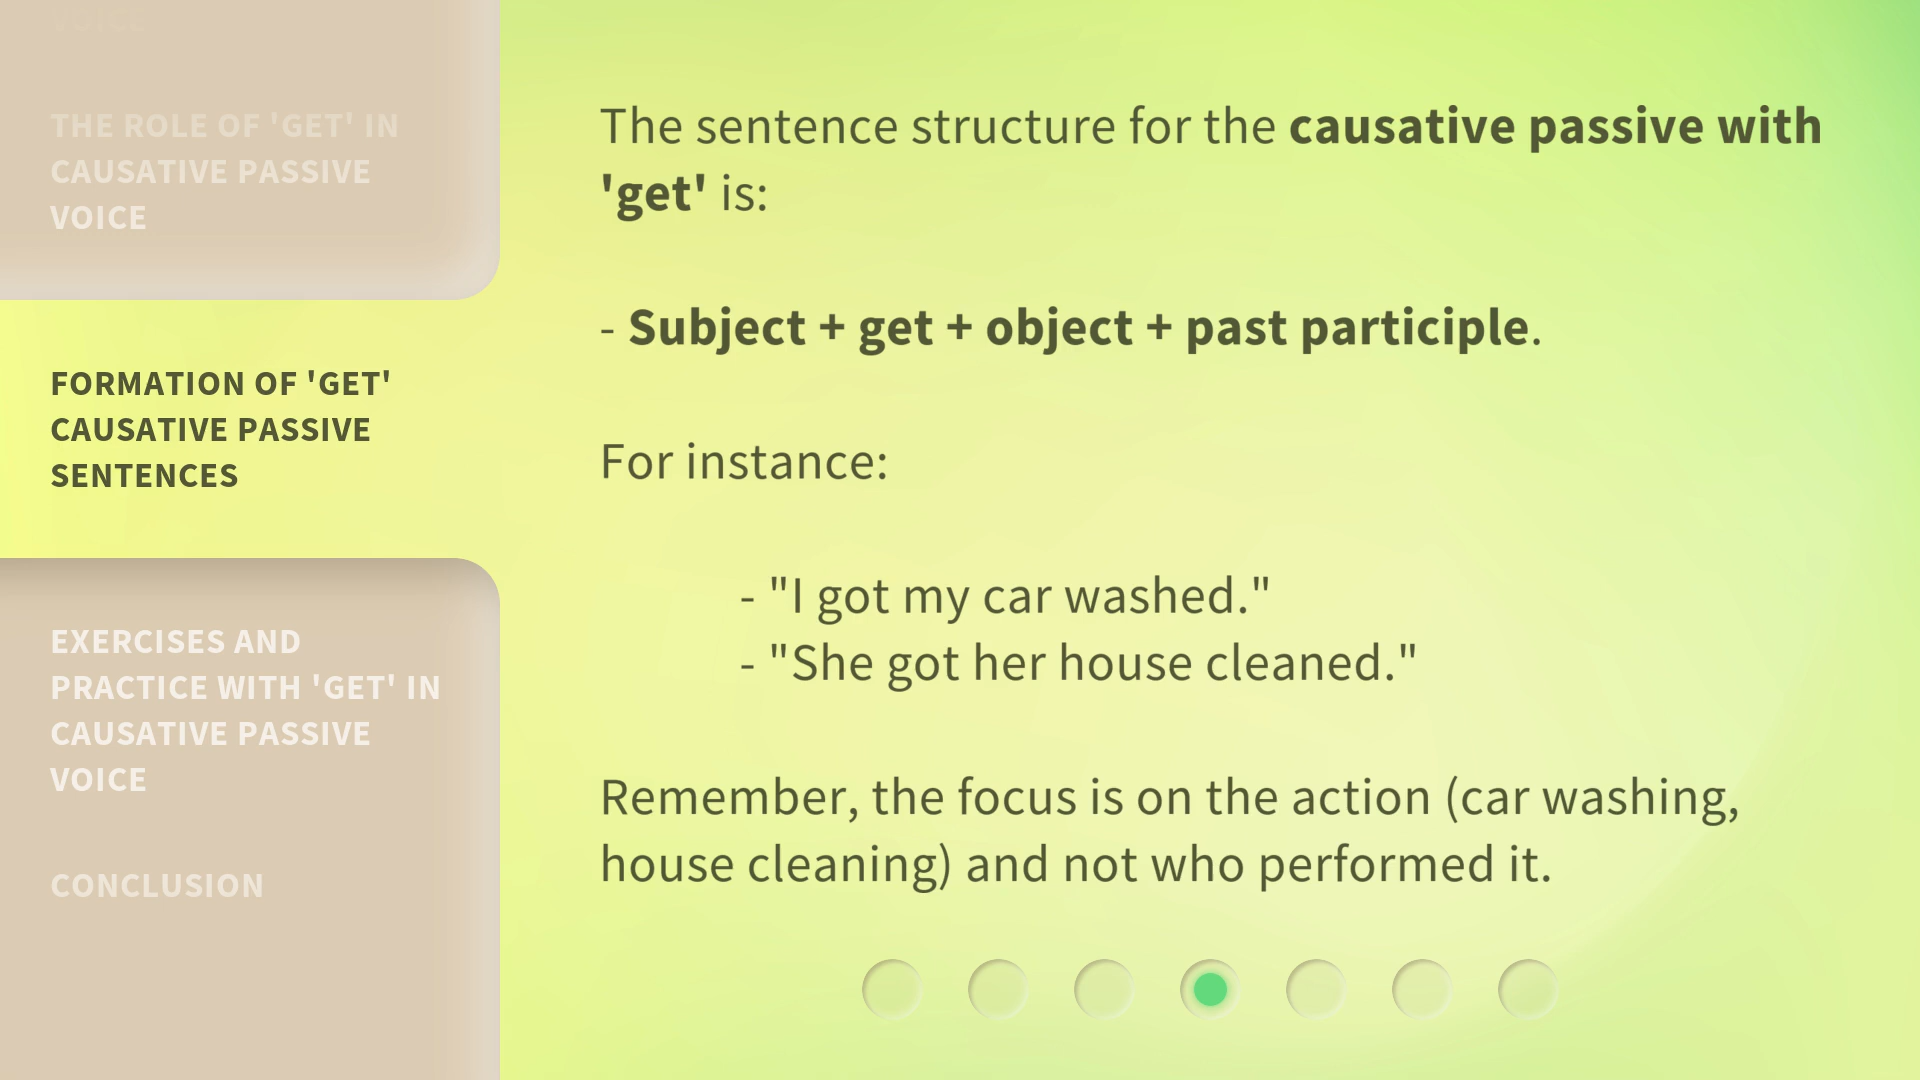 VOICE
THE ROLE OF 'GET' IN
CAUSATIVE PASSIVE
VOICE
FORMATION OF 'GET'
CAUSATIVE PASSIVE
SENTENCES
EXERCISES AND
PRACTICE WITH 'GET' IN
CAUSATIVE PASSIVE
VOICE
CONCLUSION
The sentence structure for the causative passive with
'get' is:
- Subject + get + object + past participle.
For instance:
- "I got my car washed."
- "She got her house cleaned."
Remember, the focus is on the action (car washing,
house cleaning) and not who performed it.